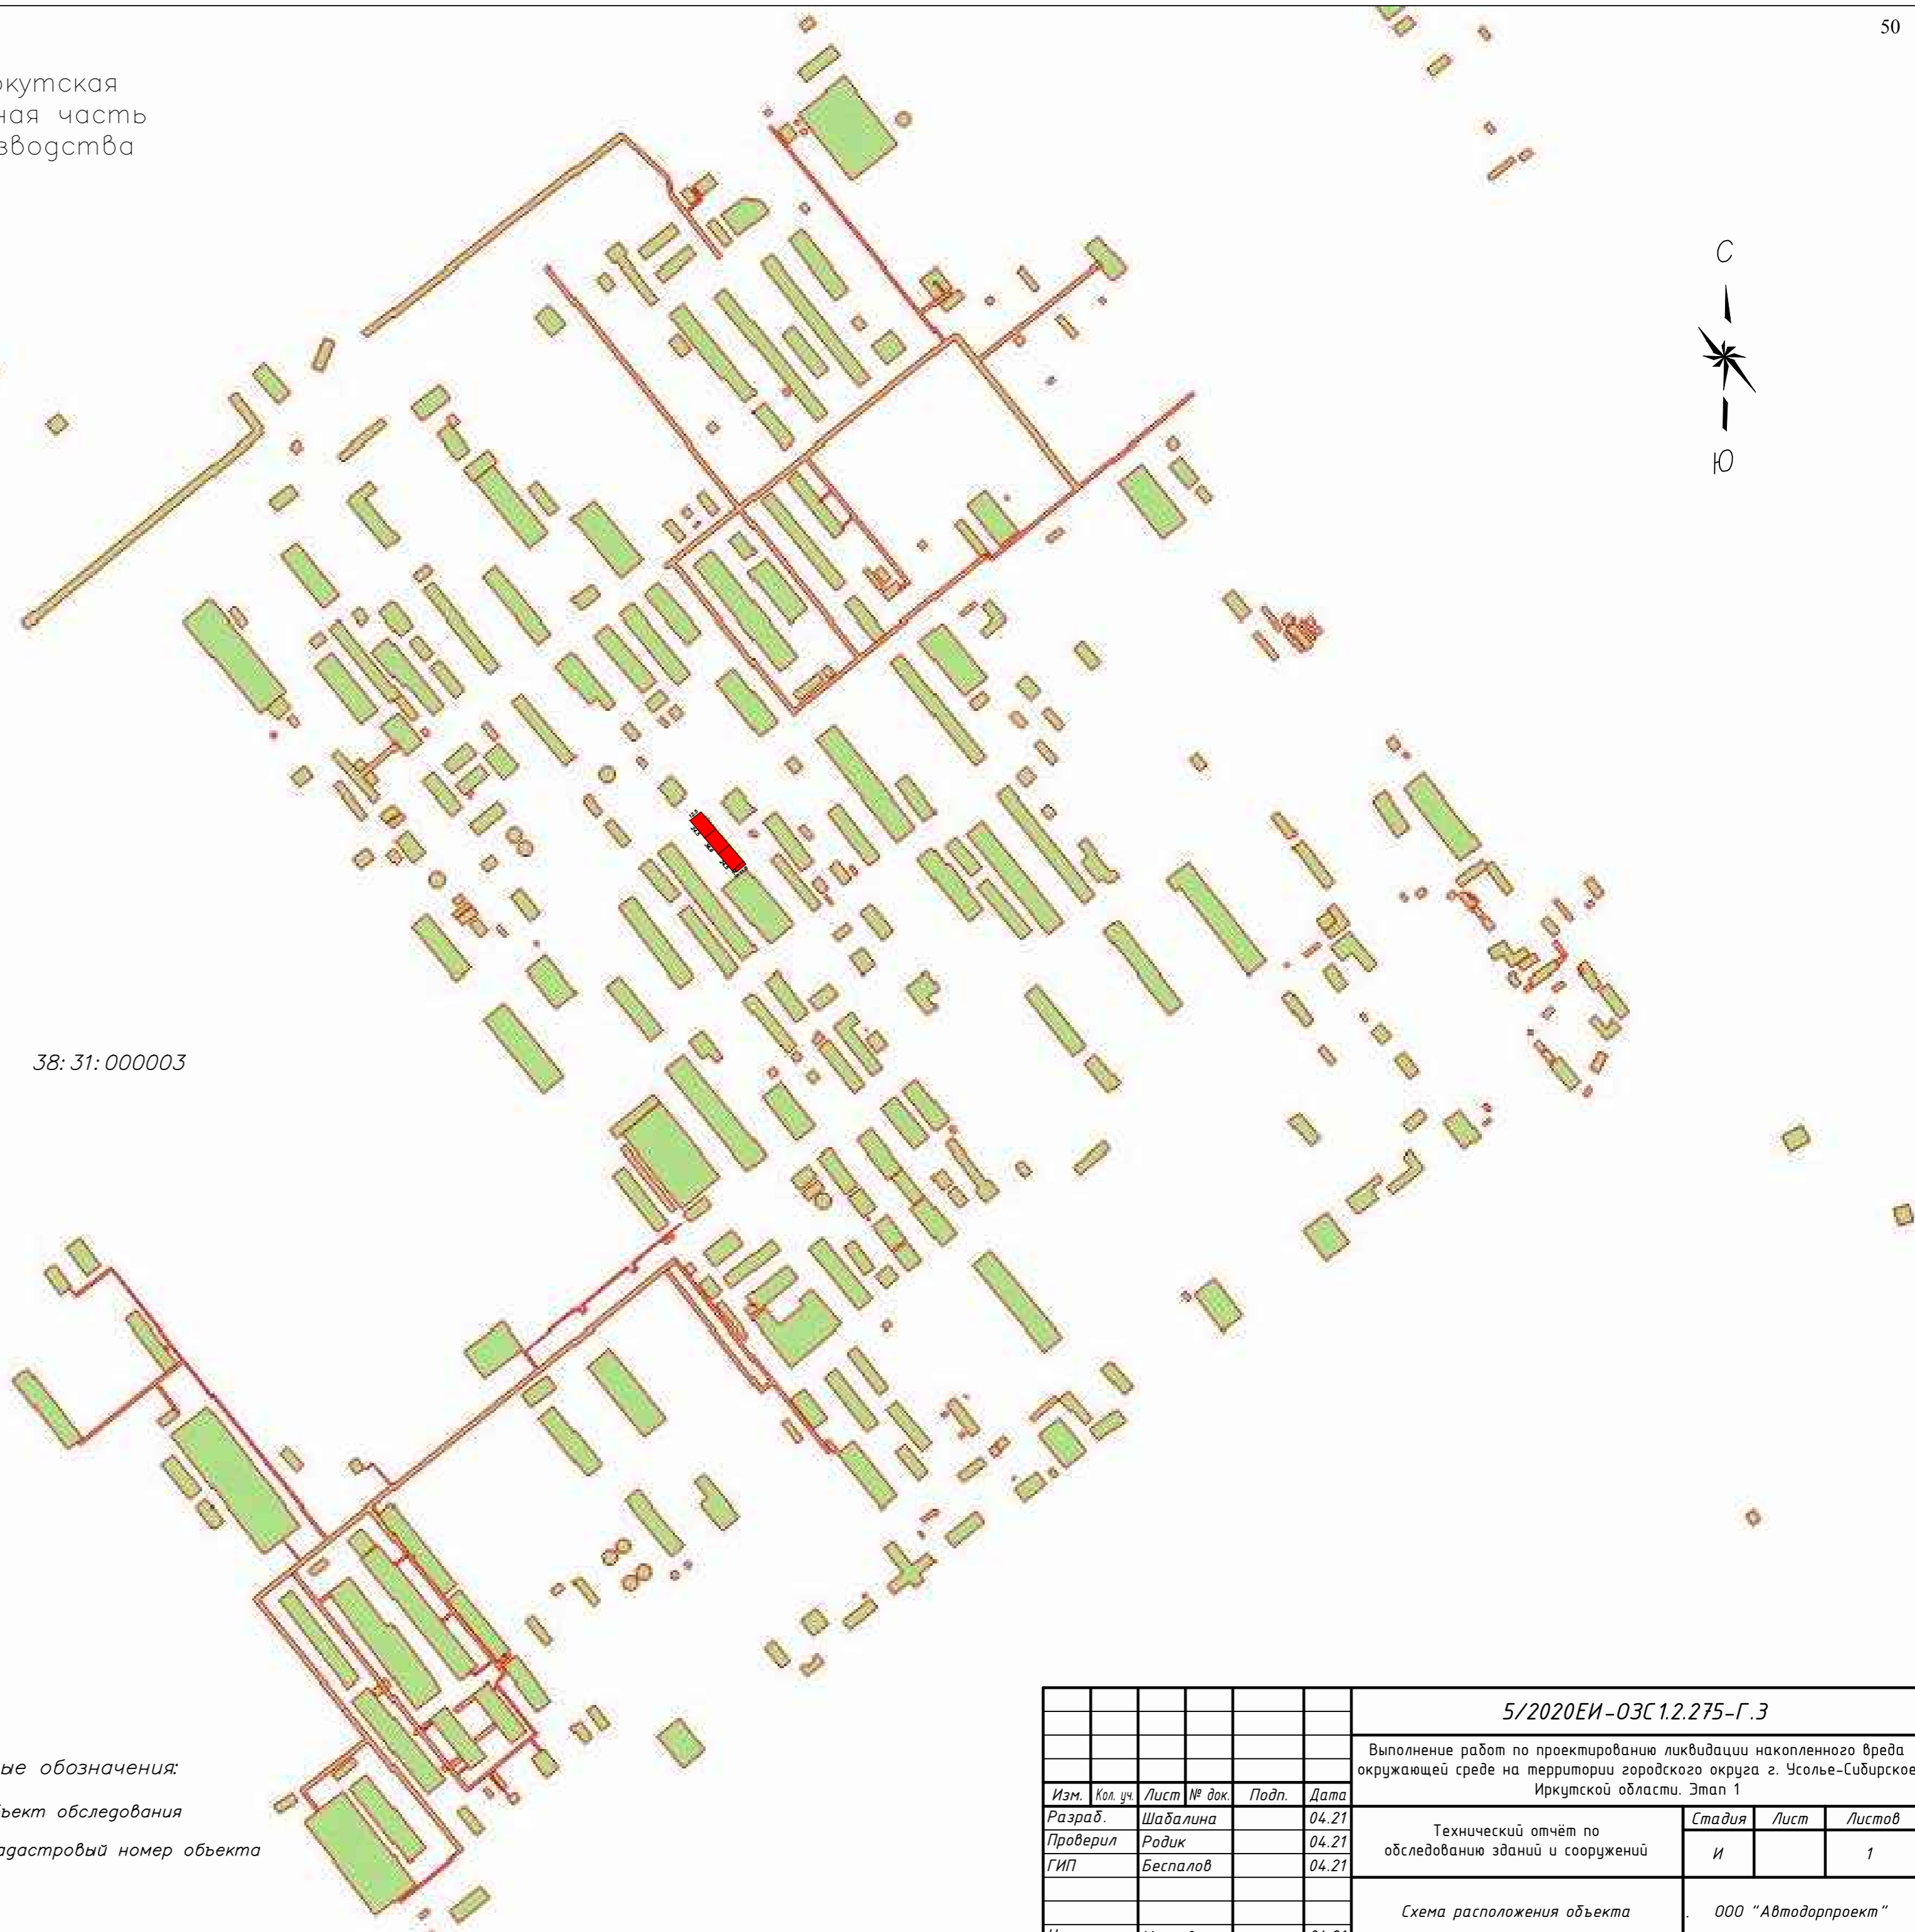 50
ркутская
ная часть
зводства
С
Ю
38:31:000003
ые обозначения:
бъект обследования
адастровый номер объекта
5/2020ЕИ-ОЗС1.2.275-Г.3
Выполнение работ по проектированию ликвидации накопленного вреда
окружающей среде на территории городского округа г. Усолье-Сибирское
Иркутской области. Этап 1
Изм. Кол. уч. Лист № док. Подп. Дата
Разраб. Шабалина 04.21
Проверил Родик 04.21
ГИП Беспалов 04.21
Технический отчёт по
обследованию зданий и сооружений
Стадия Лист Листов
И 1
Схема расположения объекта
ООО "Автодорпроект"